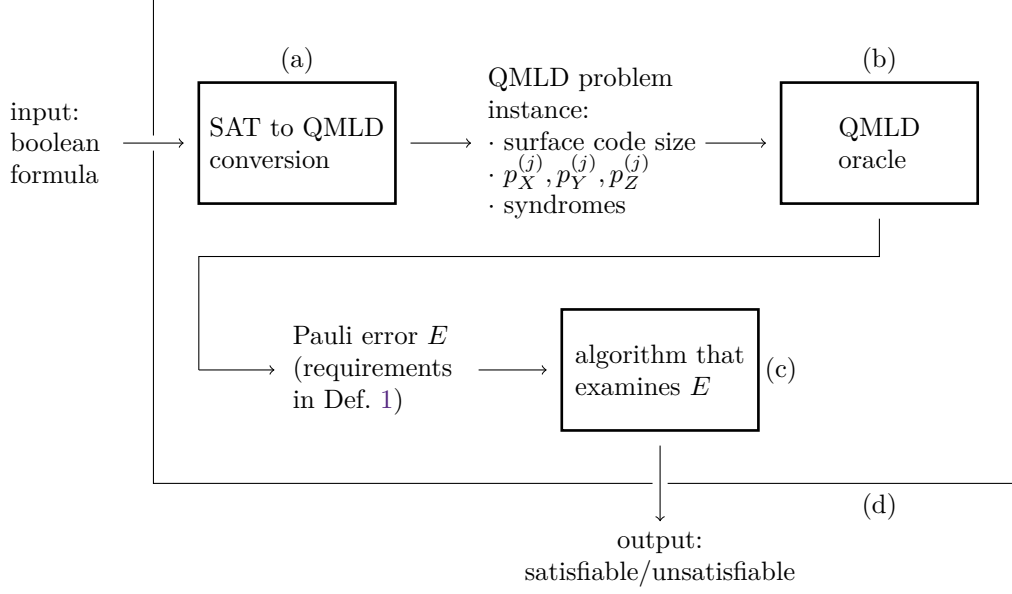 (a)
(b)
input:
boolean
formula
SAT to QMLD
conversion
QMLD problem
instance:
· surface code size
· p_X^{(j)}, p_Y^{(j)}, p_Z^{(j)}
· syndromes
QMLD
oracle
Pauli error E
(requirements
in Def. 1)
algorithm that
examines E
(c)
(d)
output:
satisfiable/unsatisfiable